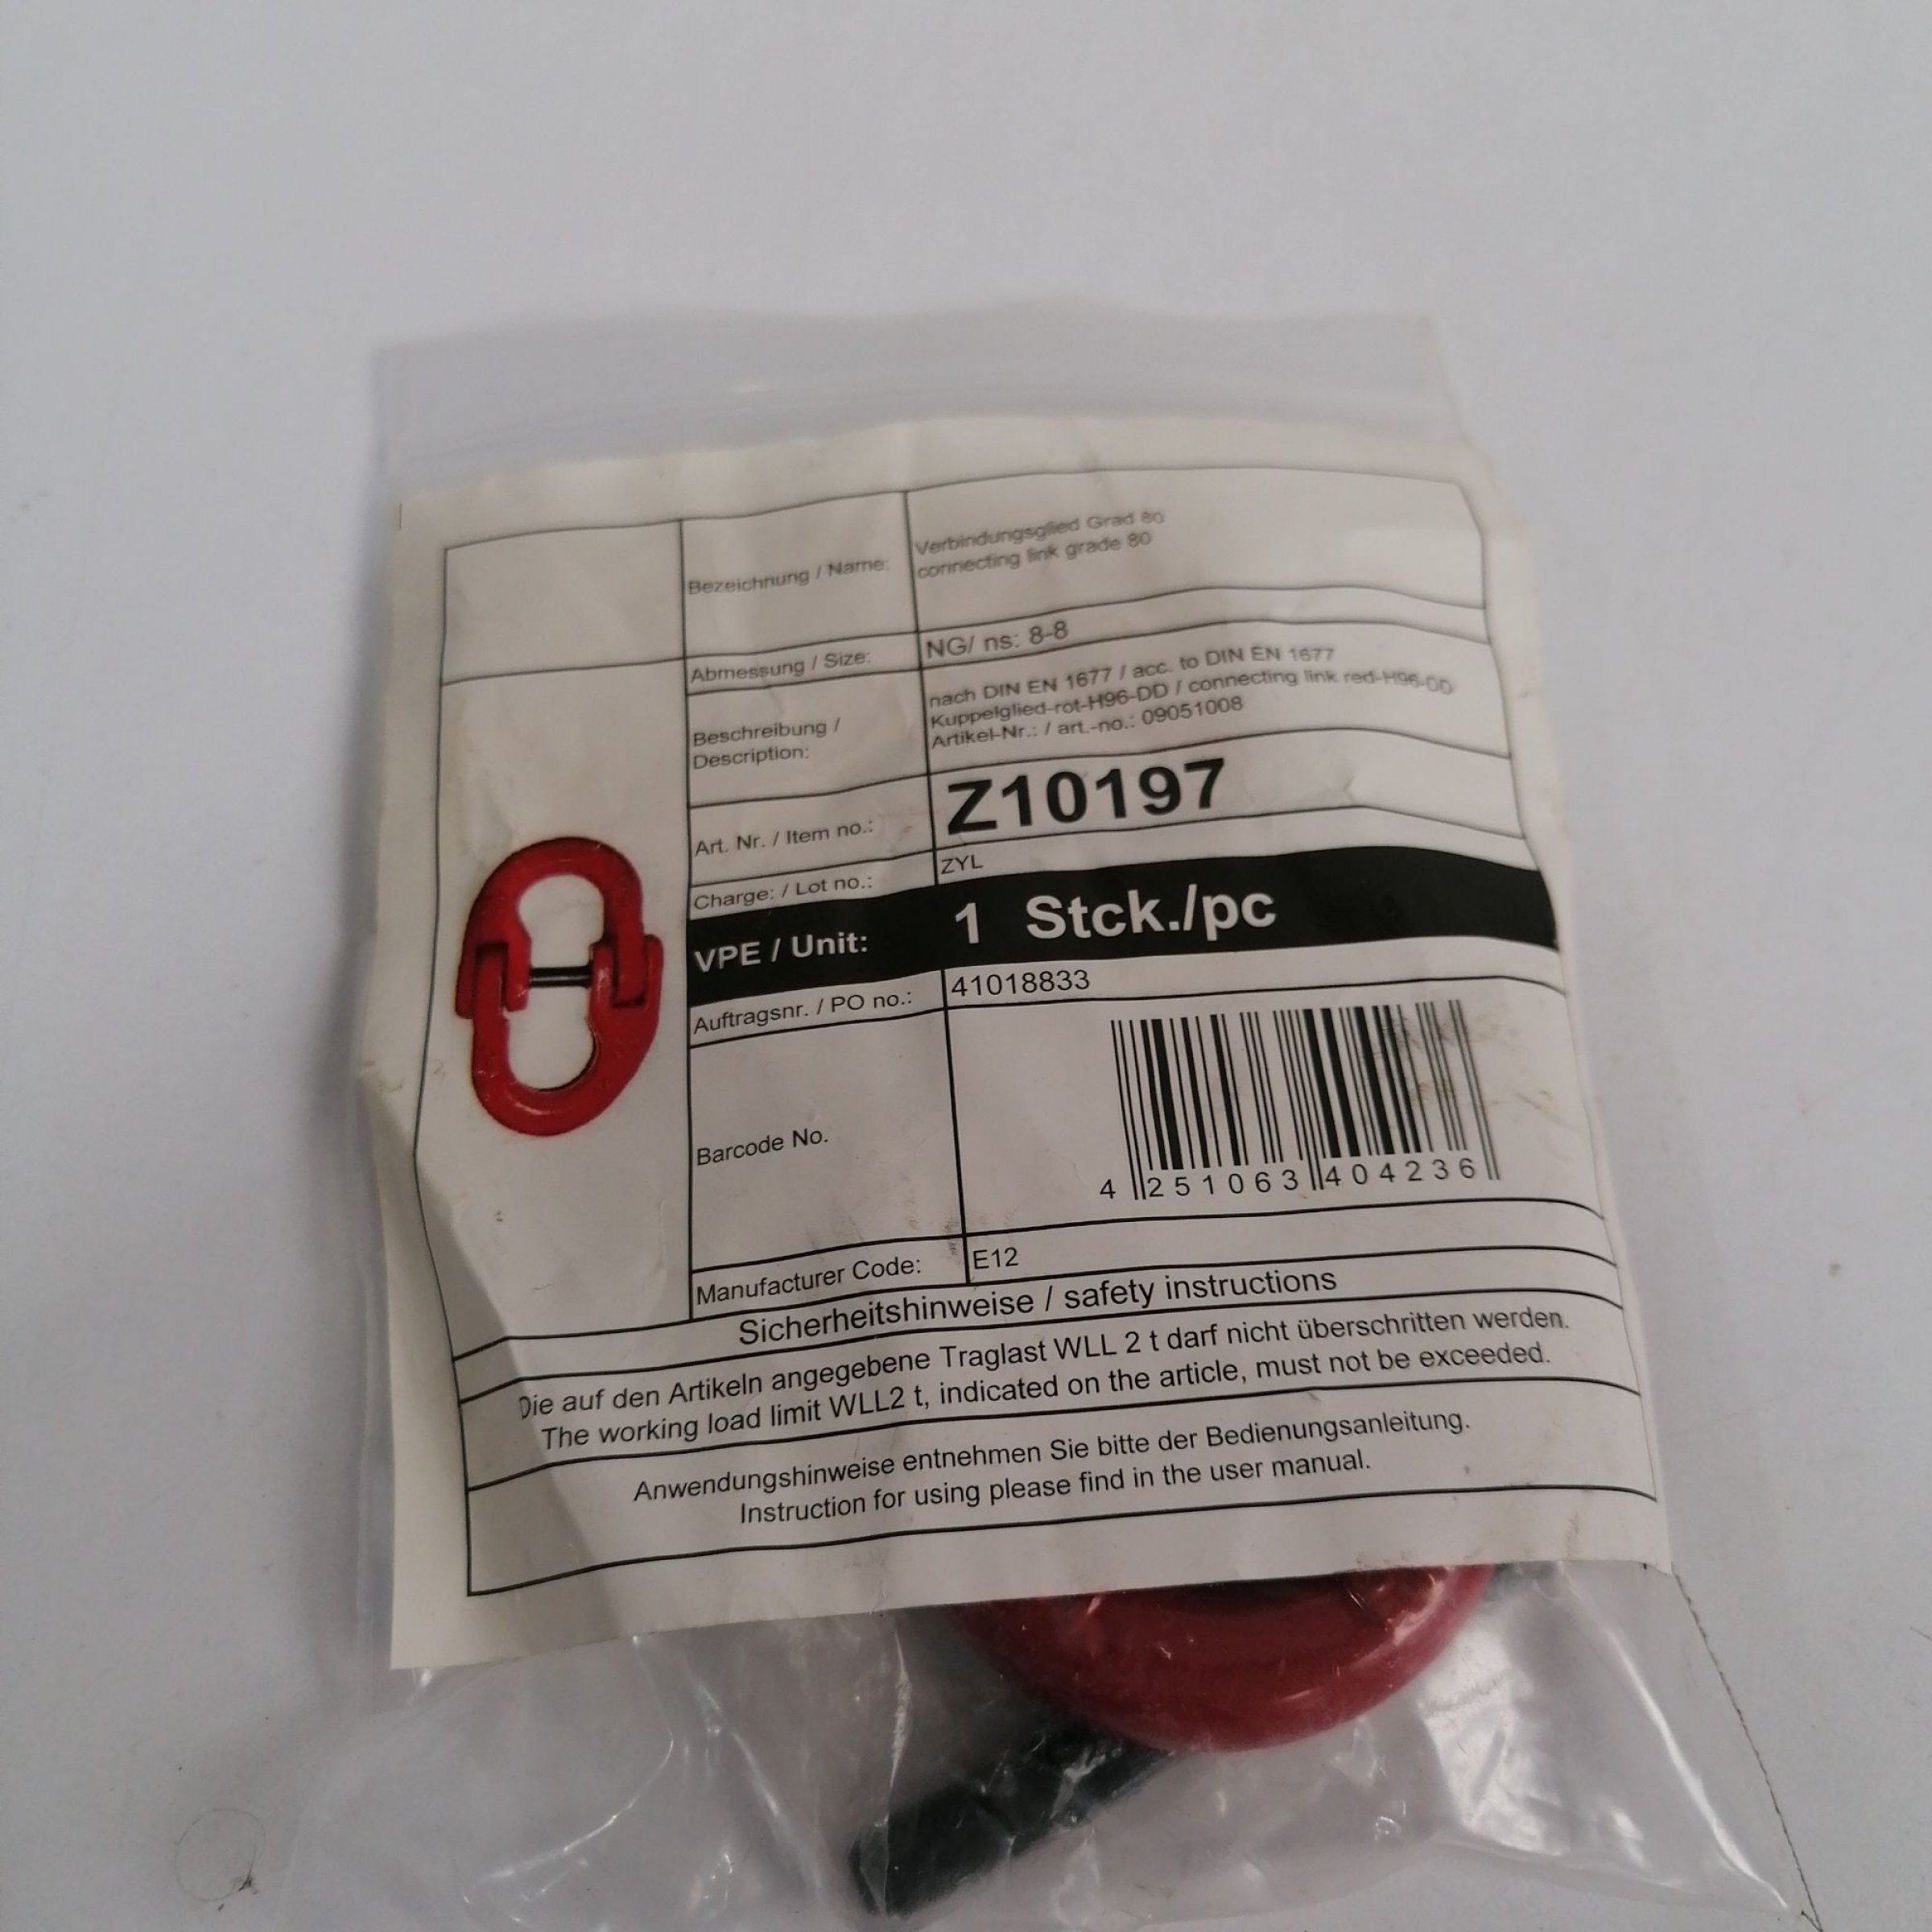 Bezeichnung / Name:
Verbindungsglied Grad 80
connecting link grade 80
Abmessung / Size:
NG/ ns: 8-8
Beschreibung /
Description:
nach DIN EN 1677 / acc. to DIN EN 1677
Kuppelglied-rot-H96-DD / connecting link red-H96-DD
Artikel-Nr.: / art.-no.: 09051008
Art. Nr. / Item no.:
Z10197
Charge: / Lot no.:
ZYL
VPE / Unit:
1 Stck./pc
Auftragsnr. / PO no.:
41018833
Barcode No.
4 251063 404236
Manufacturer Code:
E12
Sicherheitshinweise / safety instructions
Die auf den Artikeln angegebene Traglast WLL 2 t darf nicht überschritten werden.
The working load limit WLL2 t, indicated on the article, must not be exceeded.
Anwendungshinweise entnehmen Sie bitte der Bedienungsanleitung.
Instruction for using please find in the user manual.